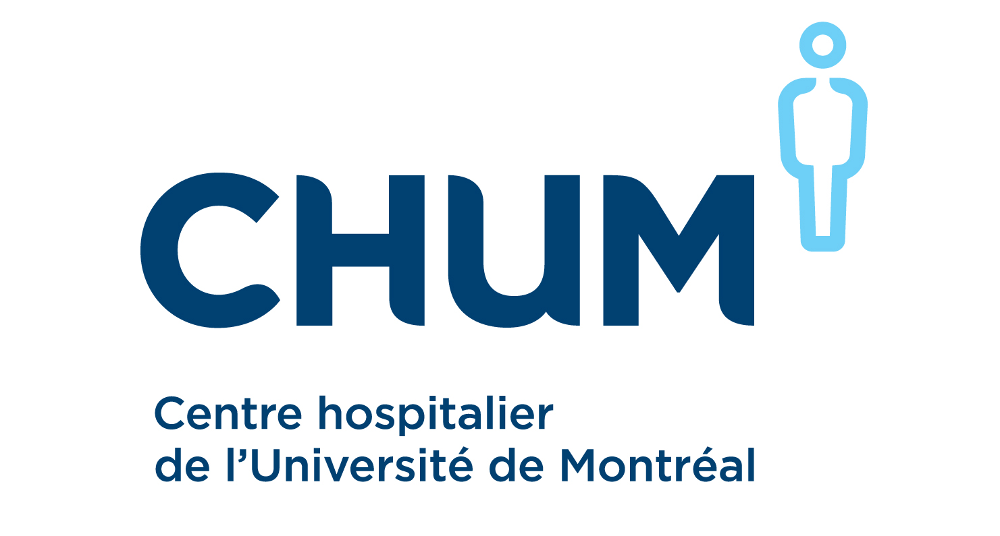 CHUM
Centre hospitalier
de l’Université de Montréal